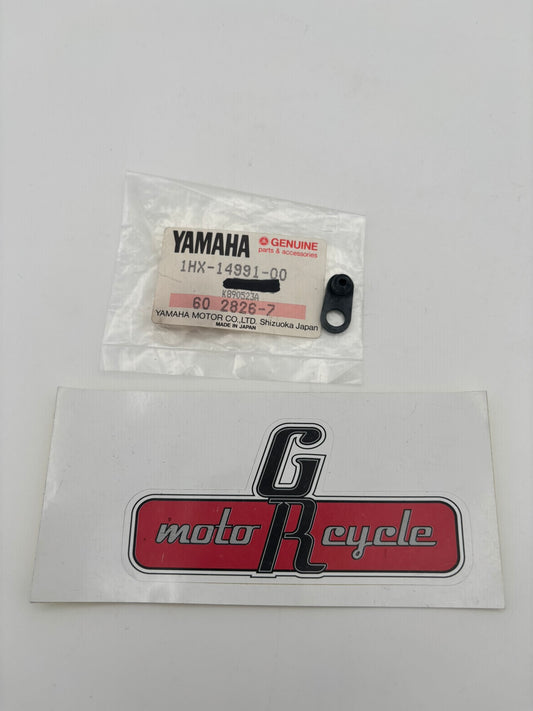 YAMAHA GENUINE
parts & accessories
1HX-14991-00
K890523A
60 2826-7
YAMAHA MOTOR CO., LTD. Shizuoka Japan
MADE IN JAPAN
G
moto R cycle